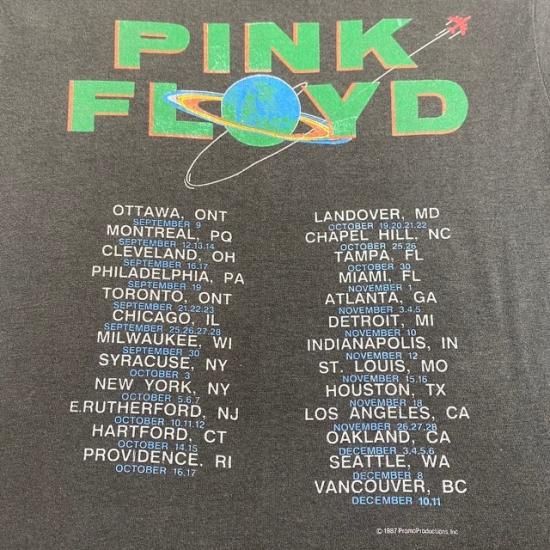 PINK
FLOYD
OTTAWA, ONT
SEPTEMBER 9
MONTREAL, PQ
SEPTEMBER 12.13.14
CLEVELAND, OH
SEPTEMBER 16.17
PHILADELPHIA, PA
SEPTEMBER 19
TORONTO, ONT
SEPTEMBER 21.22.23
CHICAGO, IL
SEPTEMBER 25.26.27.28
MILWAUKEE, WI
SEPTEMBER 30
SYRACUSE, NY
OCTOBER 3
NEW YORK, NY
OCTOBER 5.6.7
E.RUTHERFORD, NJ
OCTOBER 10.11.12
HARTFORD, CT
OCTOBER 14.15
PROVIDENCE. RI
OCTOBER 16.17
LANDOVER, MD
OCTOBER 19.20.21.22
CHAPEL HILL, NC
OCTOBER 25.26
TAMPA, FL
OCTOBER 30
MIAMI, FL
NOVEMBER 1
ATLANTA, GA
NOVEMBER 3.4.5
DETROIT, MI
NOVEMBER 10
INDIANAPOLIS, IN
NOVEMBER 12
ST. LOUIS, MO
NOVEMBER 15.16
HOUSTON, TX
NOVEMBER 18
LOS ANGELES, CA
NOVEMBER 26.27.28
OAKLAND, CA
DECEMBER 3.4.5.6
SEATTLE, WA
DECEMBER 8
VANCOUVER, BC
DECEMBER 10.11
© 1987 PromoProductions, Inc